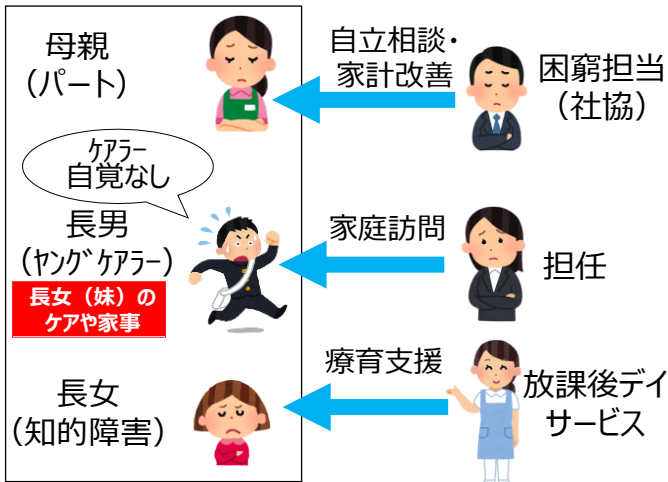 母親
（パート）
自立相談・
家計改善
困窮担当
（社協）
ｹｱﾗｰ
自覚なし
長男
（ﾔﾝｸﾞｹｱﾗｰ）
長女（妹）の
ケアや家事
家庭訪問
担任
長女
（知的障害）
療育支援
放課後デイ
サービス